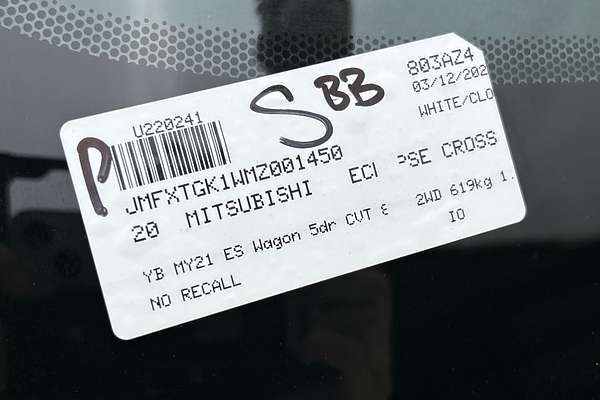 P S BB
U220241 803AZ4
03/12/202
WHITE/CLO
JMFXTGK1WMZ001450
20 MITSUBISHI ECI PSE CROSS
YB MY21 ES Wagon 5dr CVT 8 2WD 619kg 1.
NO RECALL IO